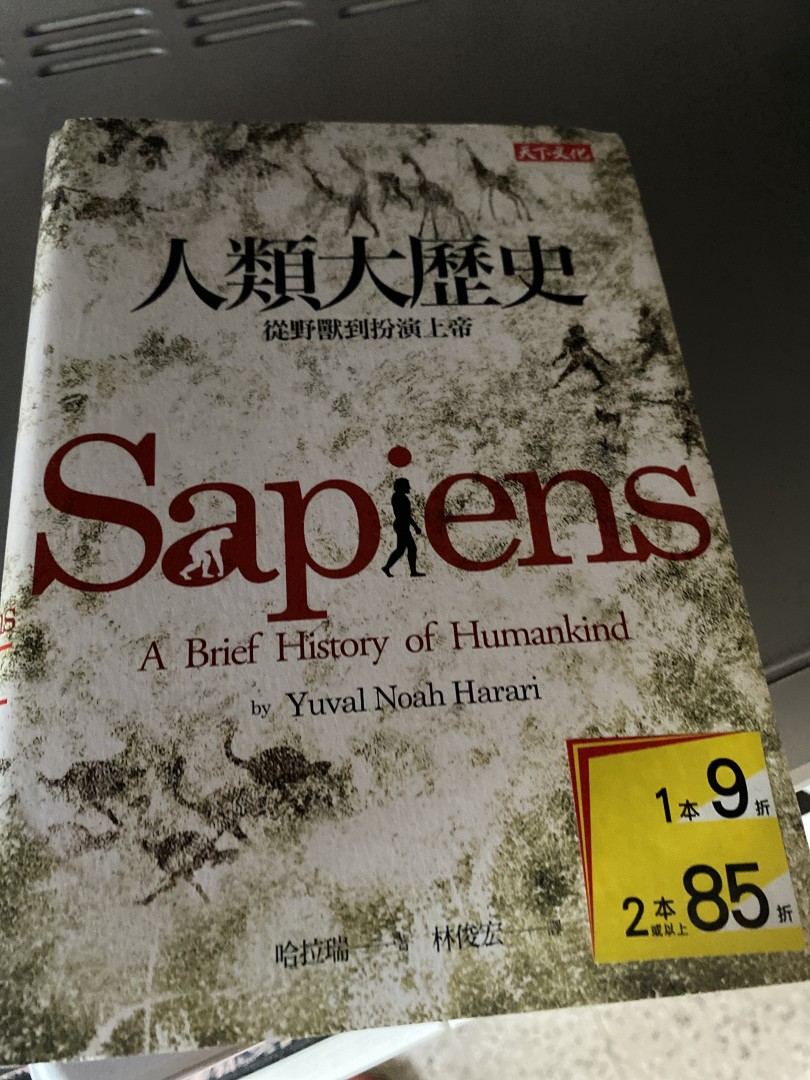 天下文化
人類大歷史
從野獸到扮演上帝
Sapiens
A Brief History of Humankind
by Yuval Noah Harari
1本9折
2本或以上85折
哈拉瑞 著 林俊宏 譯